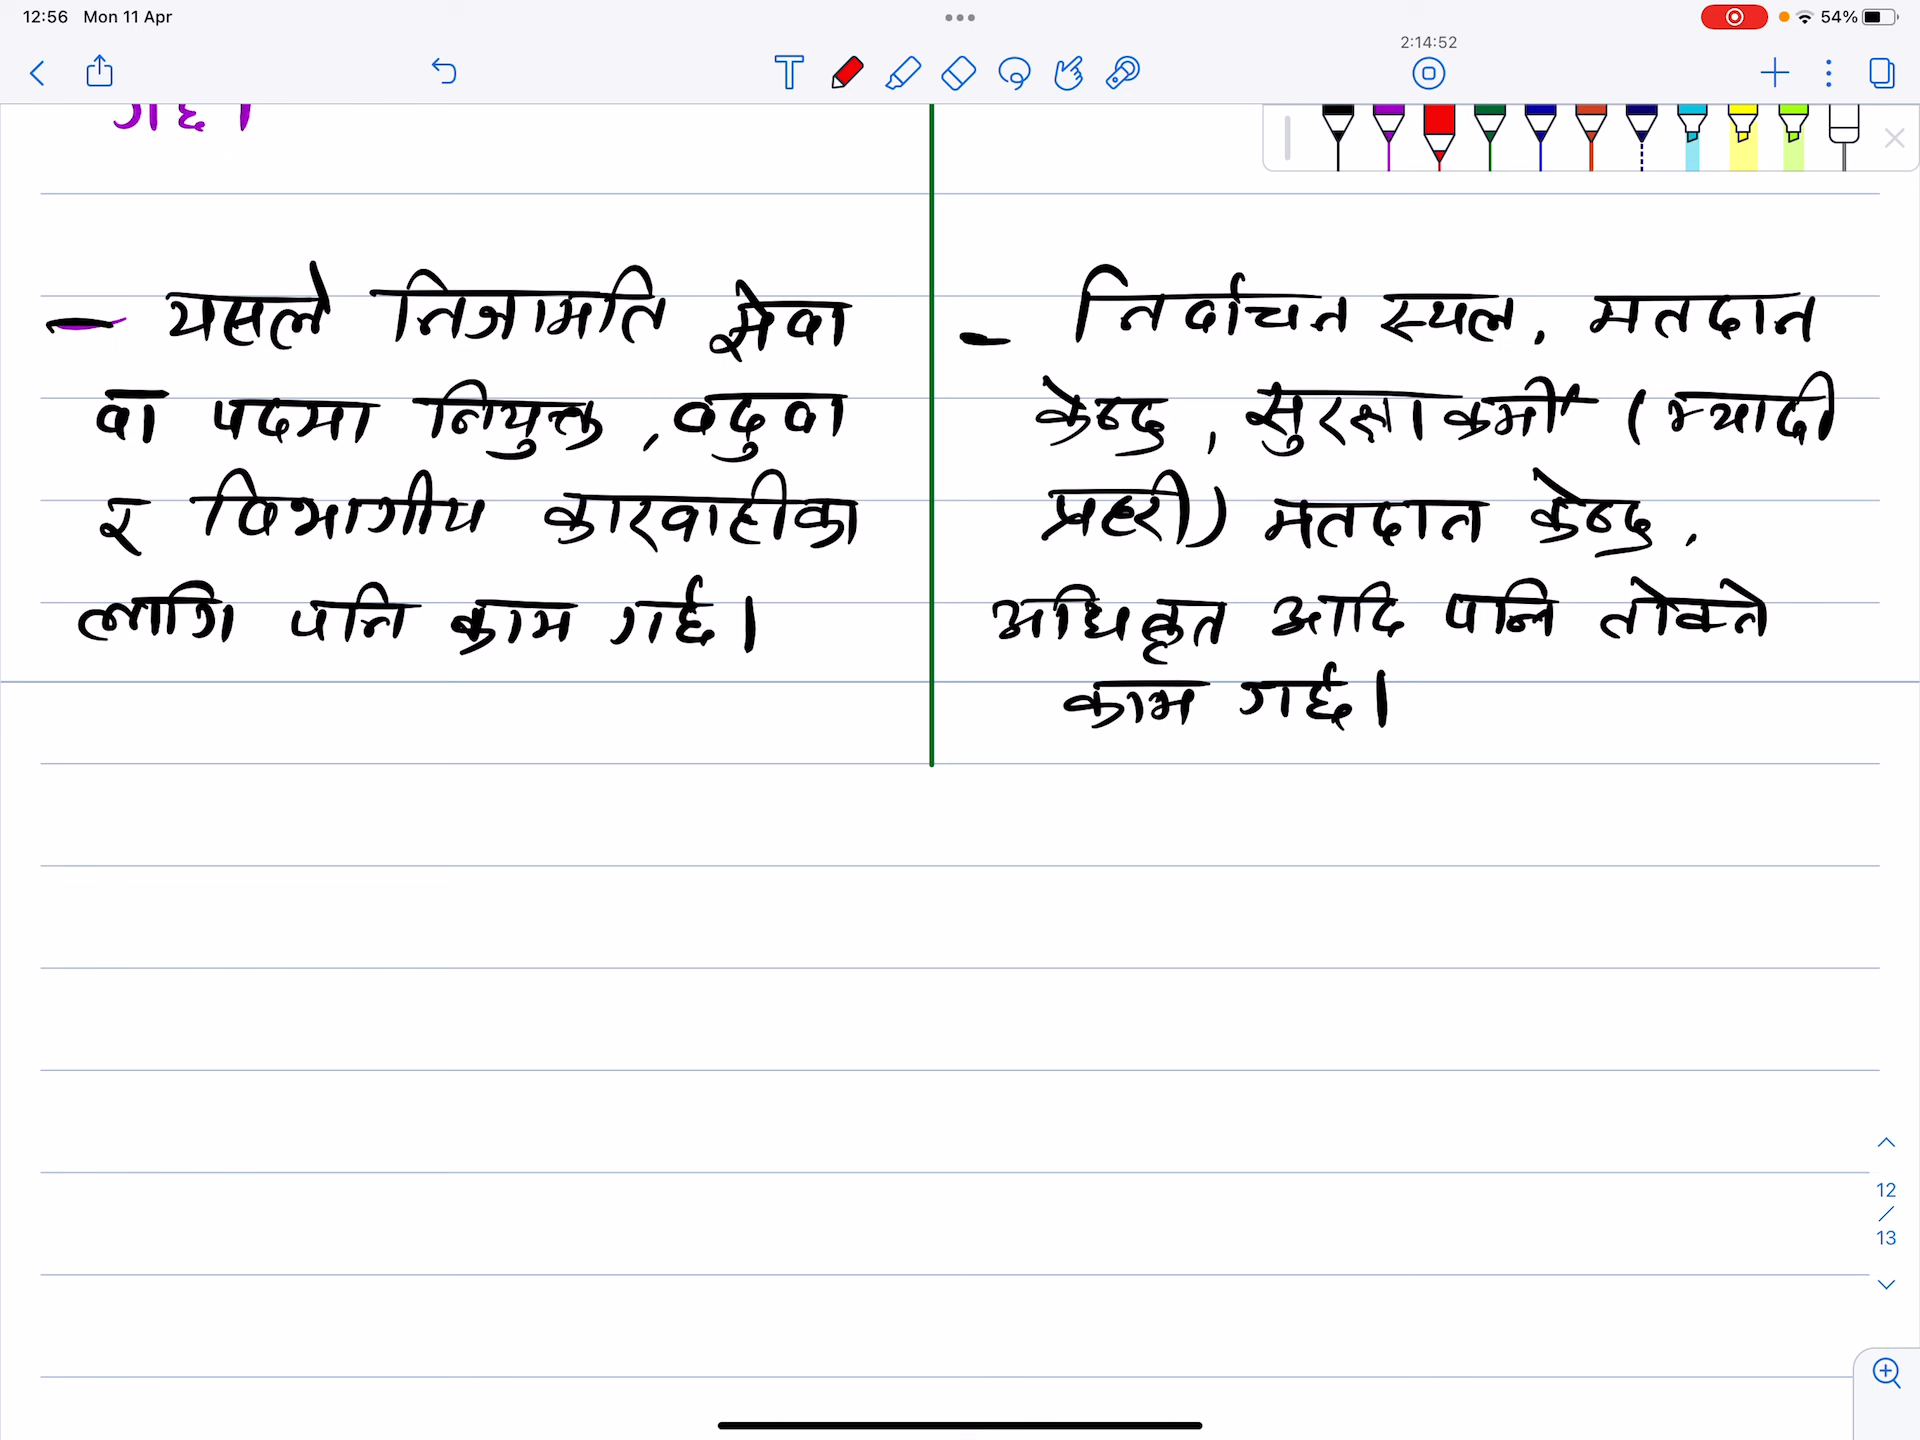 12:56 Mon 11 Apr
54%
2:14:52
गर्छ।
– यसले निजामति सेवा
वा पदमा नियुक्त, बढुवा
र विभागीय कारवाहीका
लागि पनि काम गर्छ।
– निर्वाचन स्थल, मतदान
केन्द्र, सुरक्षाकर्मी (म्यादी
प्रहरी) मतदान केन्द्र,
अधिकृत आदि पनि तोक्ने
काम गर्छ।
12
/
13